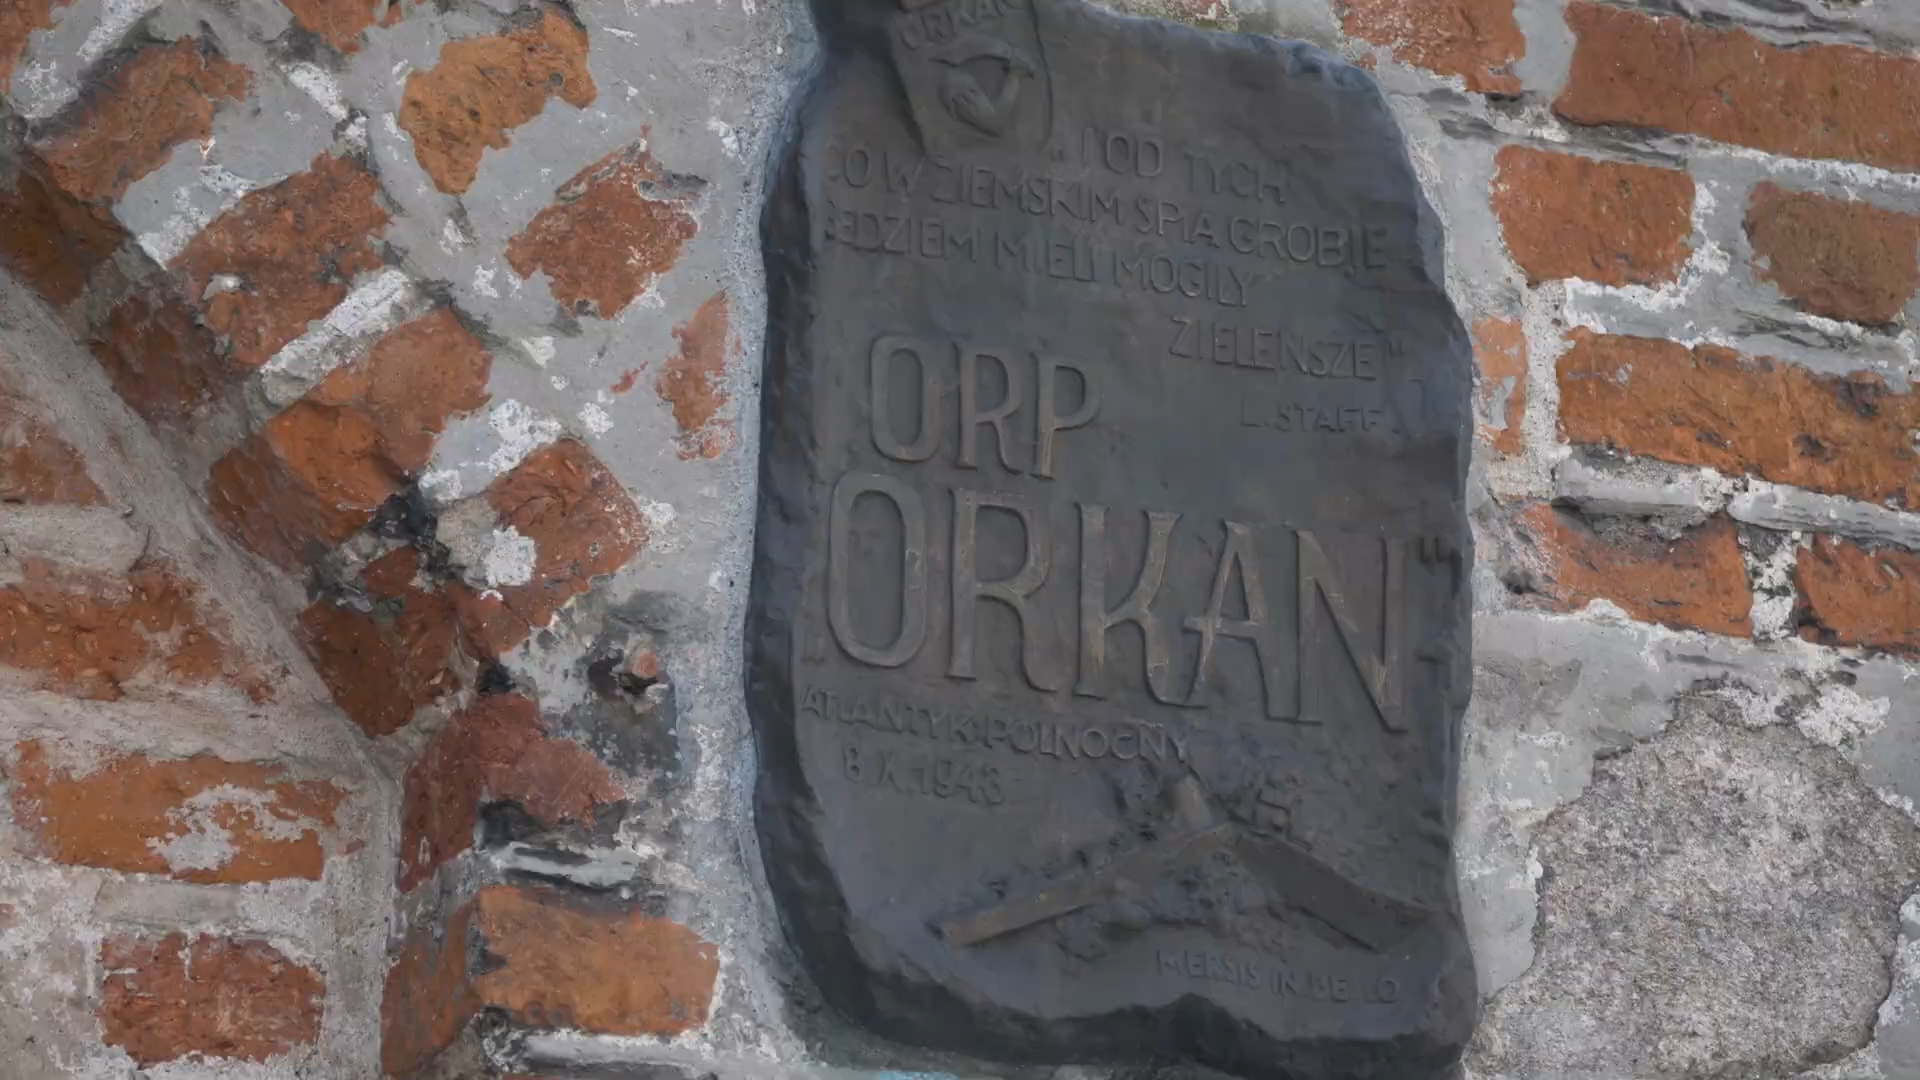 ORKAN
„I OD TYCH
CO W ZIEMSKIM ŚPIĄ GROBIE
BĘDZIEM MIELI MOGIŁY
ZIELEŃSZE"
L. STAFF
ORP
ORKAN"
ATLANTYK PÓŁNOCNY
8 X 1943
MERSIS IN BELLO